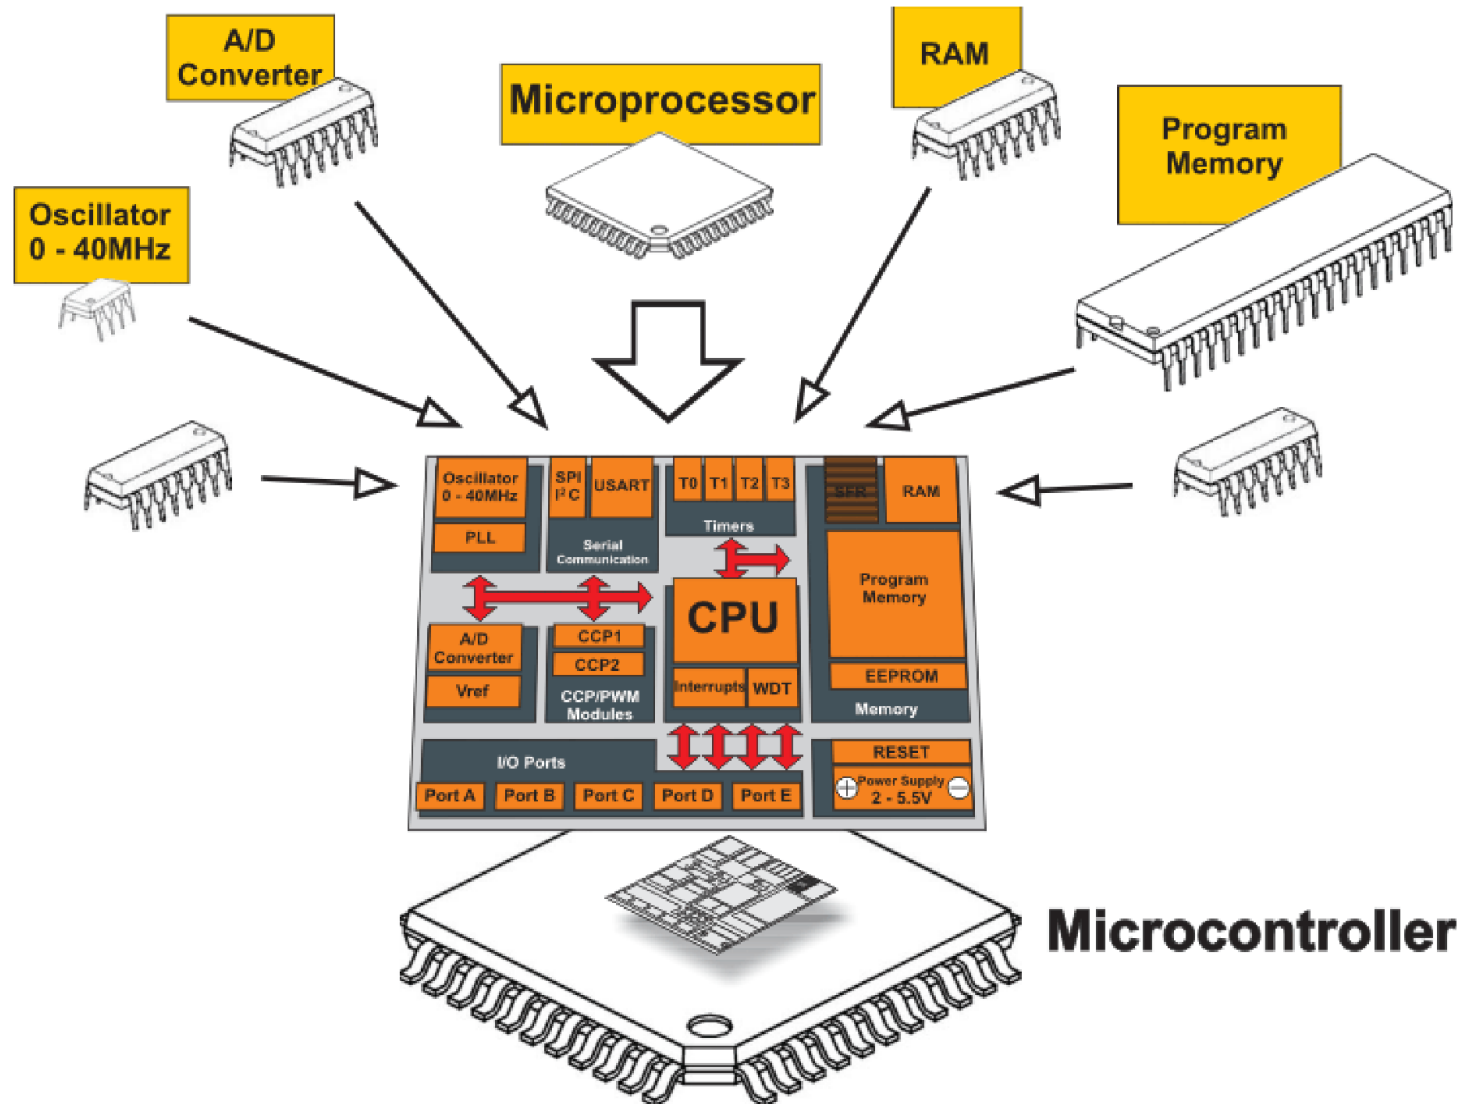 A/D
Converter
Microprocessor
RAM
Program
Memory
Oscillator
0 - 40MHz
Oscillator
0 - 40MHz
PLL
SPI
I²C
USART
Serial
Communication
T0
T1
T2
T3
Timers
SFR
RAM
Program
Memory
EEPROM
Memory
CPU
Interrupts
WDT
A/D
Converter
Vref
CCP1
CCP2
CCP/PWM
Modules
I/O Ports
Port A
Port B
Port C
Port D
Port E
RESET
+
Power Supply
2 - 5.5V
−
Microcontroller